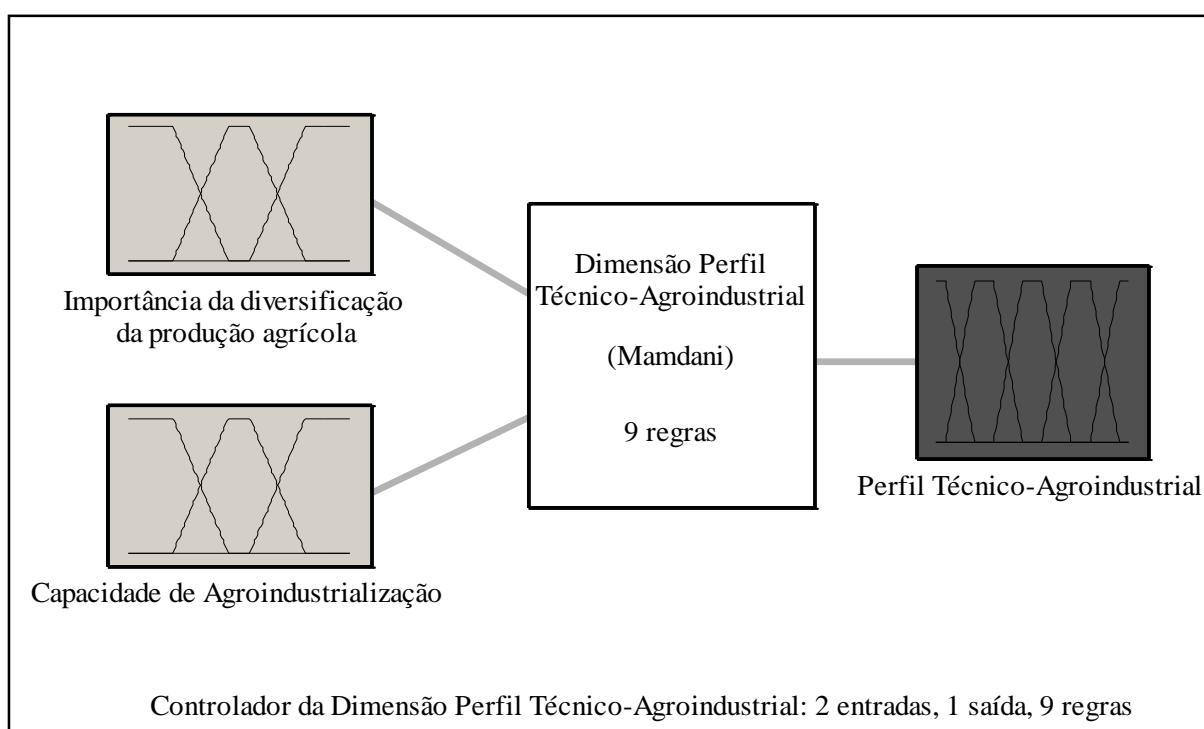 Importância da diversificação
da produção agrícola
Dimensão Perfil
Técnico-Agroindustrial
(Mamdani)
9 regras
Perfil Técnico-Agroindustrial
Capacidade de Agroindustrialização
Controlador da Dimensão Perfil Técnico-Agroindustrial: 2 entradas, 1 saída, 9 regras